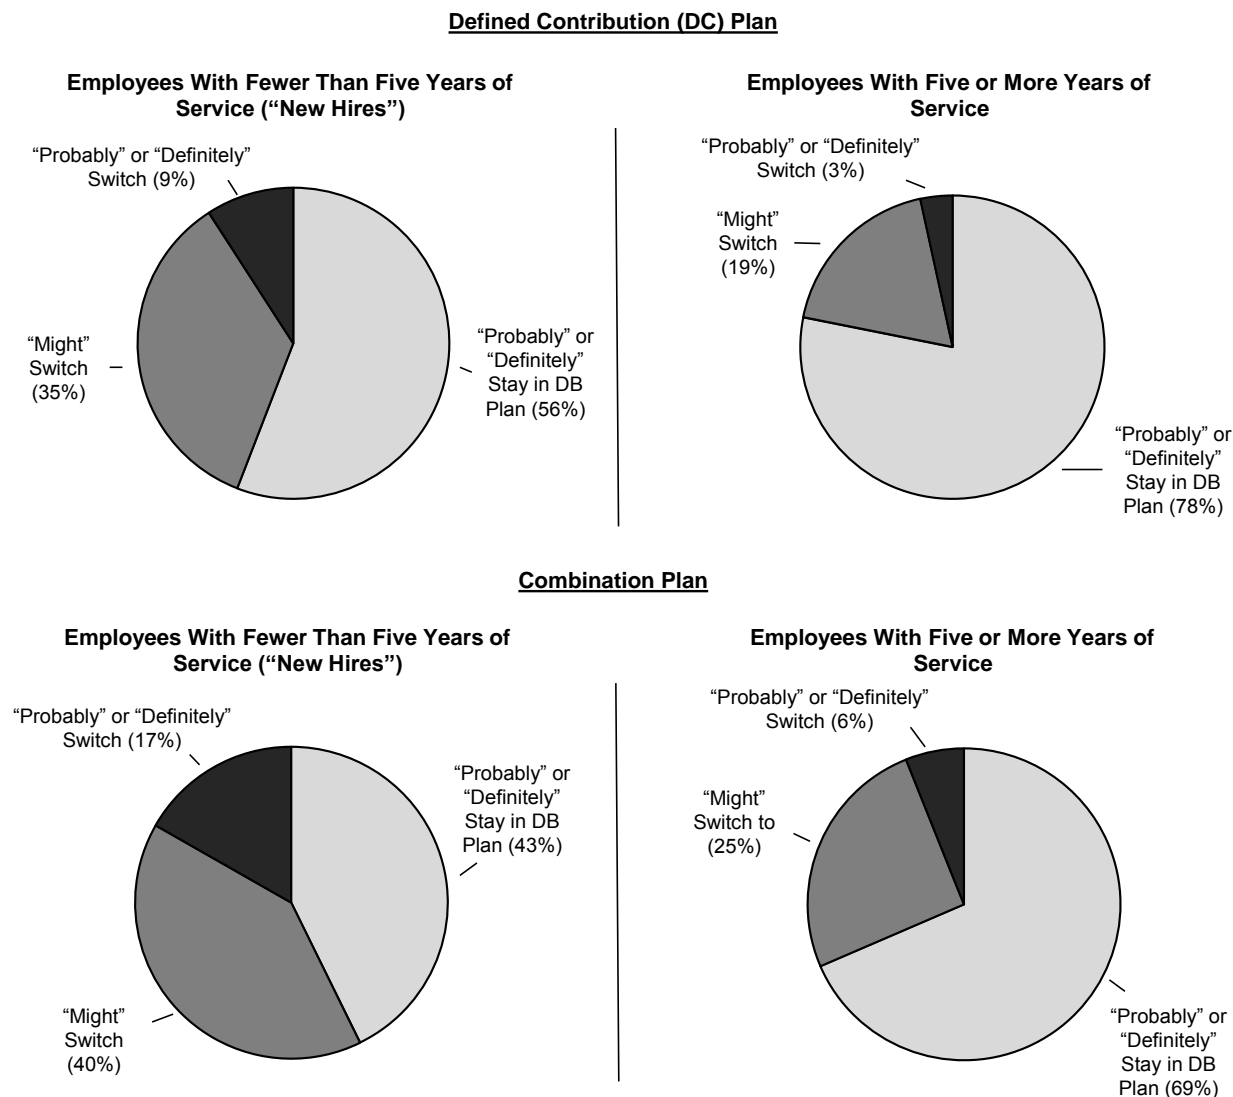 Defined Contribution (DC) Plan
Employees With Fewer Than Five Years of
Service (“New Hires”)
“Probably” or “Definitely”
Switch (9%)
“Might”
Switch
(35%)
“Probably” or
“Definitely”
Stay in DB
Plan (56%)
Employees With Five or More Years of
Service
“Probably” or “Definitely”
Switch (3%)
“Might”
Switch
(19%)
“Probably” or
“Definitely”
Stay in DB
Plan (78%)
Combination Plan
Employees With Fewer Than Five Years of
Service (“New Hires”)
“Probably” or “Definitely”
Switch (17%)
“Probably” or
“Definitely”
Stay in DB
Plan (43%)
“Might”
Switch
(40%)
Employees With Five or More Years of
Service
“Probably” or “Definitely”
Switch (6%)
“Might”
Switch to
(25%)
“Probably” or
“Definitely”
Stay in DB
Plan (69%)